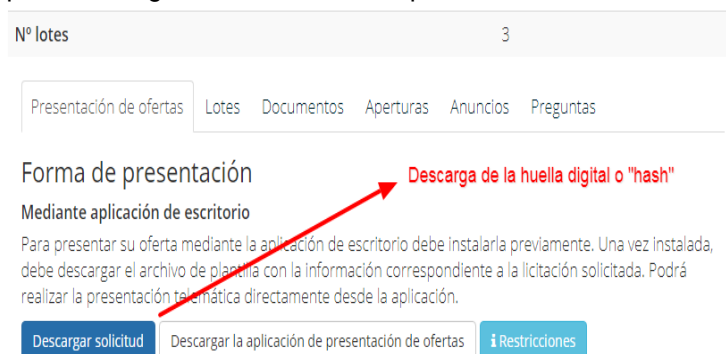 Nº lotes 3
Presentación de ofertas Lotes Documentos Aperturas Anuncios Preguntas
Forma de presentación
Descarga de la huella digital o "hash"
Mediante aplicación de escritorio
Para presentar su oferta mediante la aplicación de escritorio debe instalarla previamente. Una vez instalada,
debe descargar el archivo de plantilla con la información correspondiente a la licitación solicitada. Podrá
realizar la presentación telemática directamente desde la aplicación.
Descargar solicitud Descargar la aplicación de presentación de ofertas i Restricciones